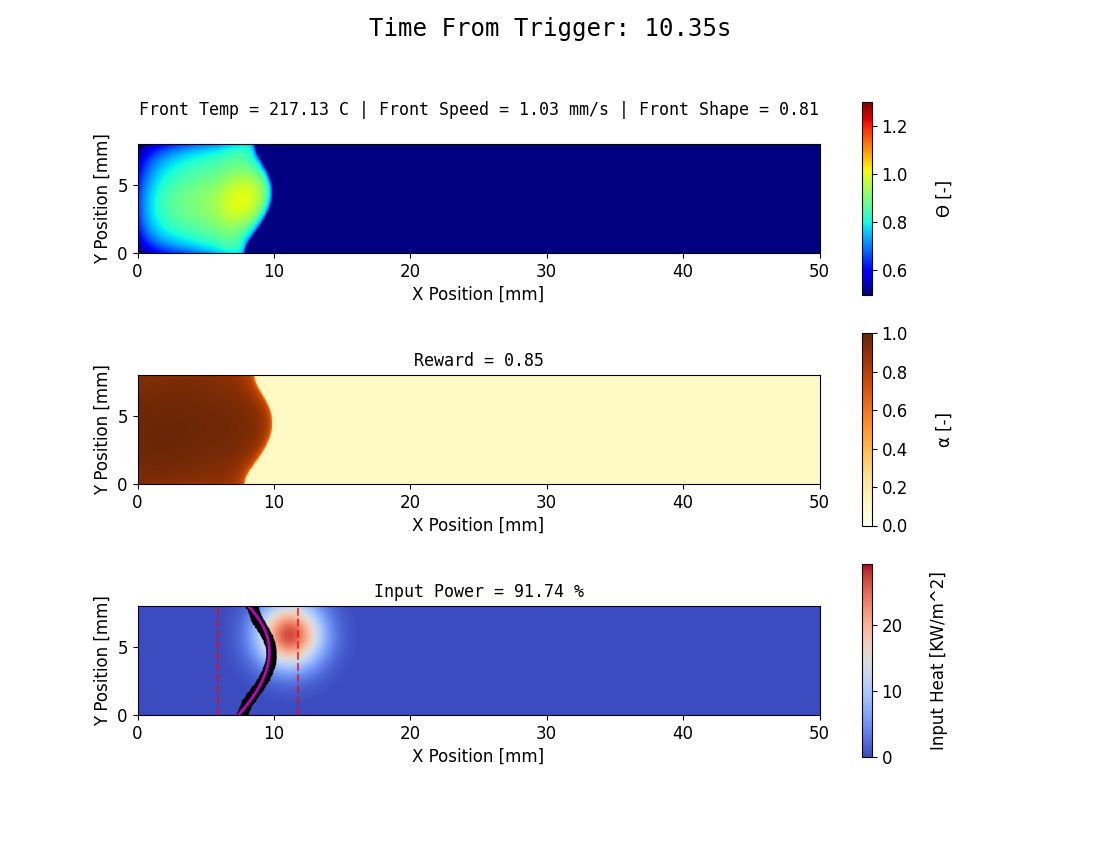 Time From Trigger: 10.35s
Front Temp = 217.13 C | Front Speed = 1.03 mm/s | Front Shape = 0.81
Y Position [mm]
5
0
0 10 20 30 40 50
X Position [mm]
1.2
1.0
0.8
0.6
Θ [-]
Reward = 0.85
Y Position [mm]
5
0
0 10 20 30 40 50
X Position [mm]
1.0
0.8
0.6
0.4
0.2
0.0
α [-]
Input Power = 91.74 %
Y Position [mm]
5
0
0 10 20 30 40 50
X Position [mm]
20
10
0
Input Heat [KW/m^2]